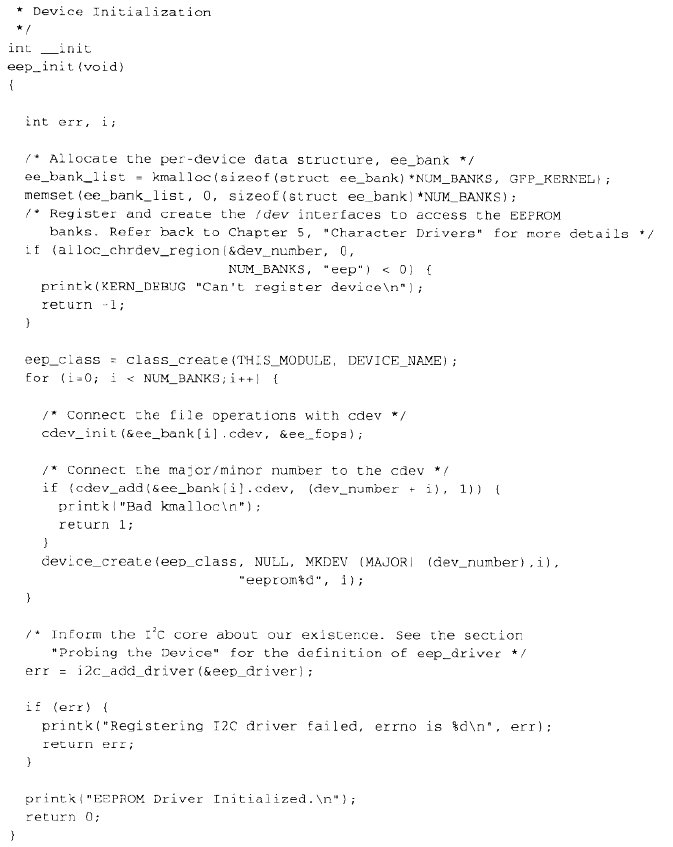 * Device Initialization
*/
int __init
eep_init(void)
{
int err, i;
/* Allocate the per-device data structure, ee_bank */
ee_bank_list = kmalloc(sizeof(struct ee_bank)*NUM_BANKS, GFP_KERNEL);
memset(ee_bank_list, 0, sizeof(struct ee_bank)*NUM_BANKS);
/* Register and create the /dev interfaces to access the EEPROM
banks. Refer back to Chapter 5, "Character Drivers" for more details */
if (alloc_chrdev_region(&dev_number, 0,
NUM_BANKS, "eep") < 0) {
printk(KERN_DEBUG "Can't register device\n");
return -1;
}
eep_class = class_create(THIS_MODULE, DEVICE_NAME);
for (i=0; i < NUM_BANKS;i++) {
/* Connect the file operations with cdev */
cdev_init(&ee_bank[i].cdev, &ee_fops);
/* Connect the major/minor number to the cdev */
if (cdev_add(&ee_bank[i].cdev, (dev_number + i), 1)) {
printk("Bad kmalloc\n");
return 1;
}
device_create(eep_class, NULL, MKDEV (MAJOR( (dev_number),i),
"eeprom%d", i);
}
/* Inform the I²C core about our existence. See the section
"Probing the Device" for the definition of eep_driver */
err = i2c_add_driver(&eep_driver);
if (err) {
printk("Registering I2C driver failed, errno is %d\n", err);
return err;
}
printk("EEPROM Driver Initialized.\n");
return 0;
}